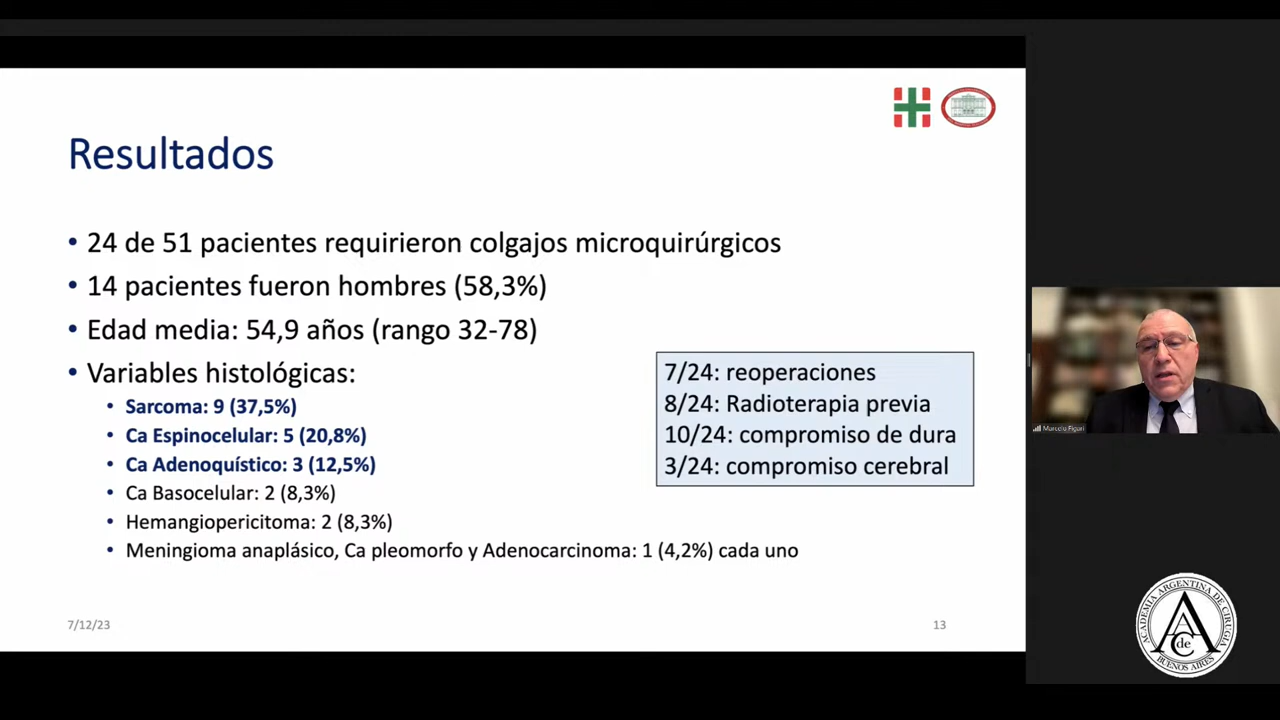 Resultados
• 24 de 51 pacientes requirieron colgajos microquirúrgicos
• 14 pacientes fueron hombres (58,3%)
• Edad media: 54,9 años (rango 32-78)
• Variables histológicas:
• Sarcoma: 9 (37,5%)
• Ca Espinocelular: 5 (20,8%)
• Ca Adenoquístico: 3 (12,5%)
• Ca Basocelular: 2 (8,3%)
• Hemangiopericitoma: 2 (8,3%)
• Meningioma anaplásico, Ca pleomorfo y Adenocarcinoma: 1 (4,2%) cada uno
7/24: reoperaciones
8/24: Radioterapia previa
10/24: compromiso de dura
3/24: compromiso cerebral
7/12/23
13
Marcelo Figari
ACADEMIA ARGENTINA DE CIRUGIA
A de C
BUENOS AIRES